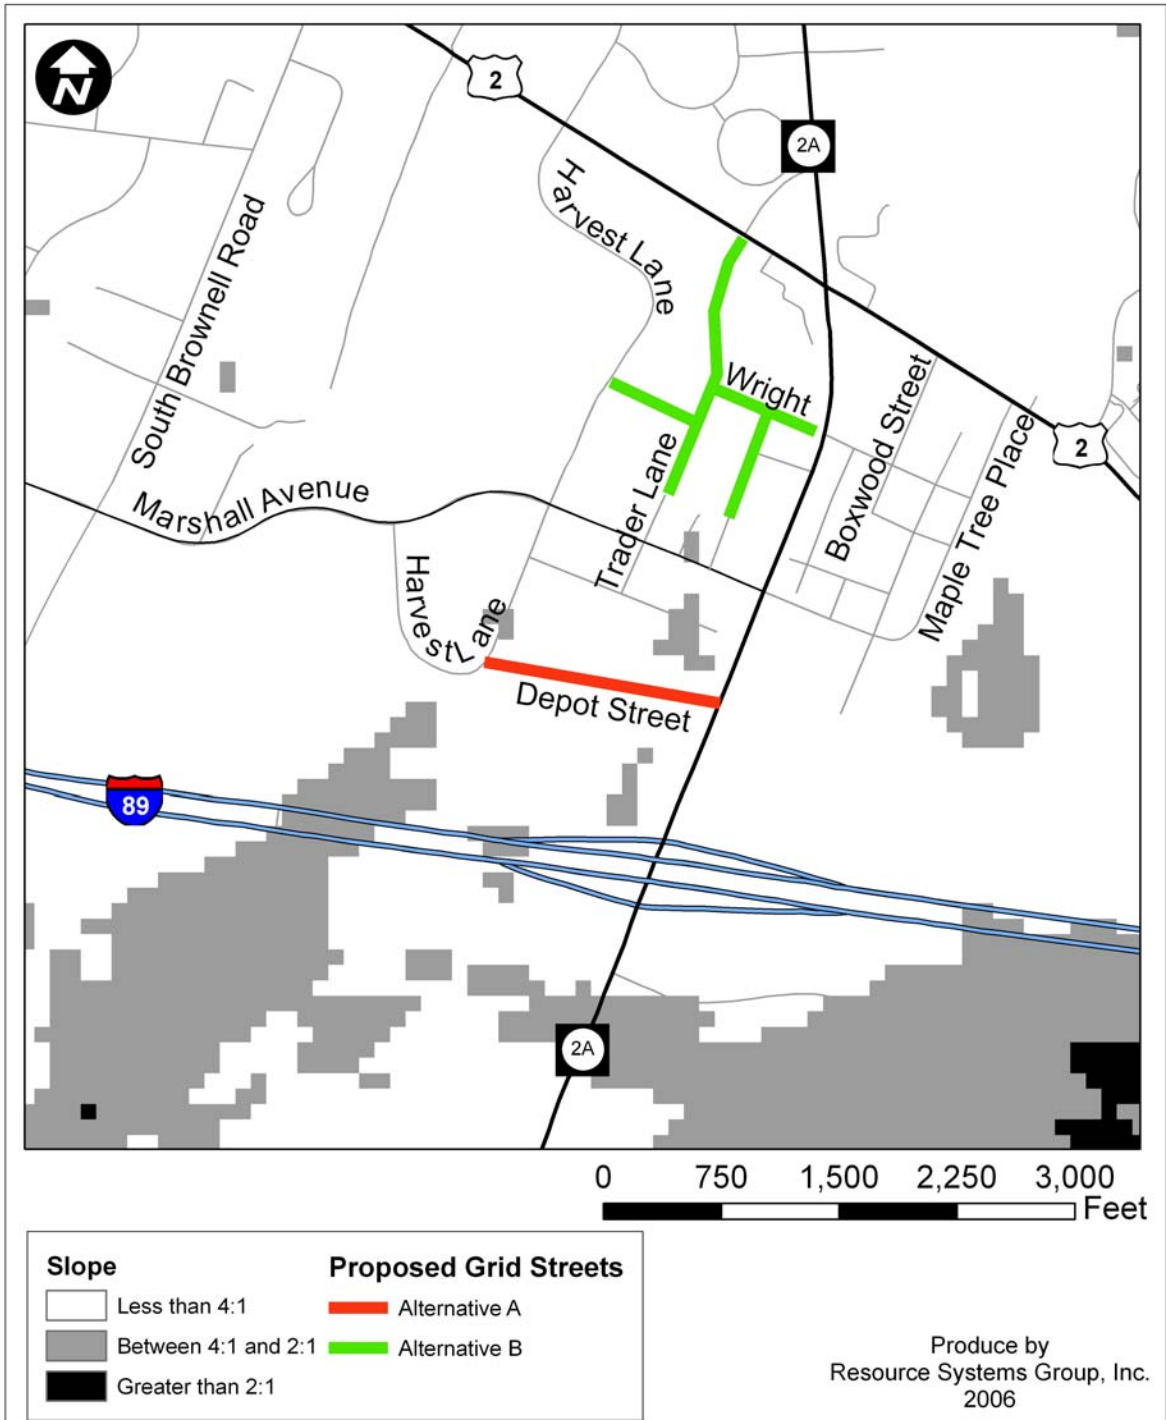 N
2
2A
Harvest Lane
South Brownell Road
Wright
Boxwood Street
Maple Tree Place
2
Trader Lane
Marshall Avenue
Harvest Lane
Depot Street
89
2A
0 750 1,500 2,250 3,000
Feet
Slope
Less than 4:1
Between 4:1 and 2:1
Greater than 2:1
Proposed Grid Streets
Alternative A
Alternative B
Produce by
Resource Systems Group, Inc.
2006